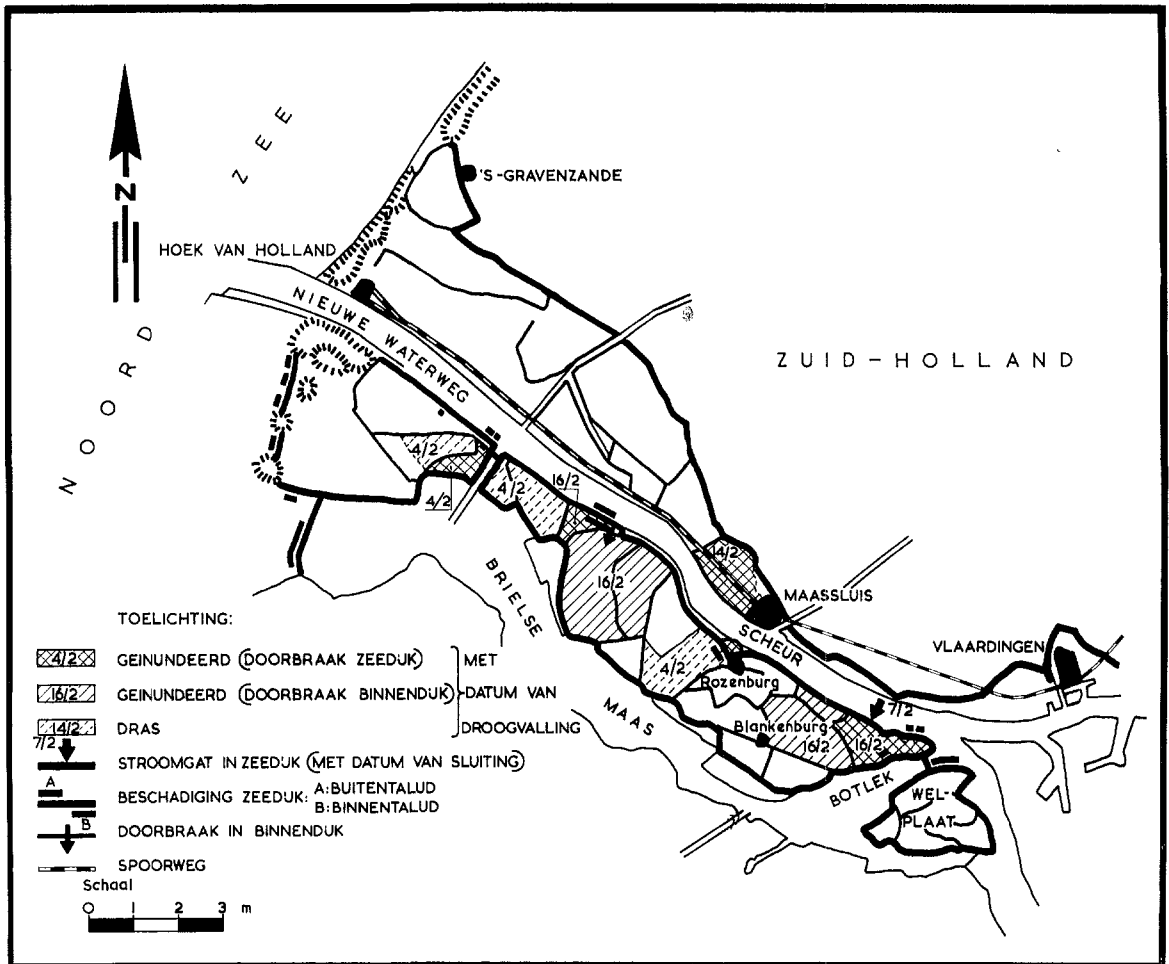 N
NOORD ZEE
'S-GRAVENZANDE
HOEK VAN HOLLAND
NIEUWE WATERWEG
ZUID-HOLLAND
4/2
4/2
4/2
16/2
16/2
14/2
MAASSLUIS
SCHEUR
VLAARDINGEN
BRIELSE MAAS
4/2
Rozenburg
Blankenburg
16/2
16/2
7/2
BOTLEK
WEL-
PLAAT
TOELICHTING:
4/2 GEINUNDEERD (DOORBRAAK ZEEDIJK)
16/2 GEINUNDEERD (DOORBRAAK BINNENDIJK)
14/2 DRAS
MET
DATUM VAN
DROOGVALLING
7/2 STROOMGAT IN ZEEDIJK (MET DATUM VAN SLUITING)
A BESCHADIGING ZEEDIJK: A:BUITENTALUD
B B:BINNENTALUD
DOORBRAAK IN BINNENDIJK
SPOORWEG
Schaal
0 1 2 3 m